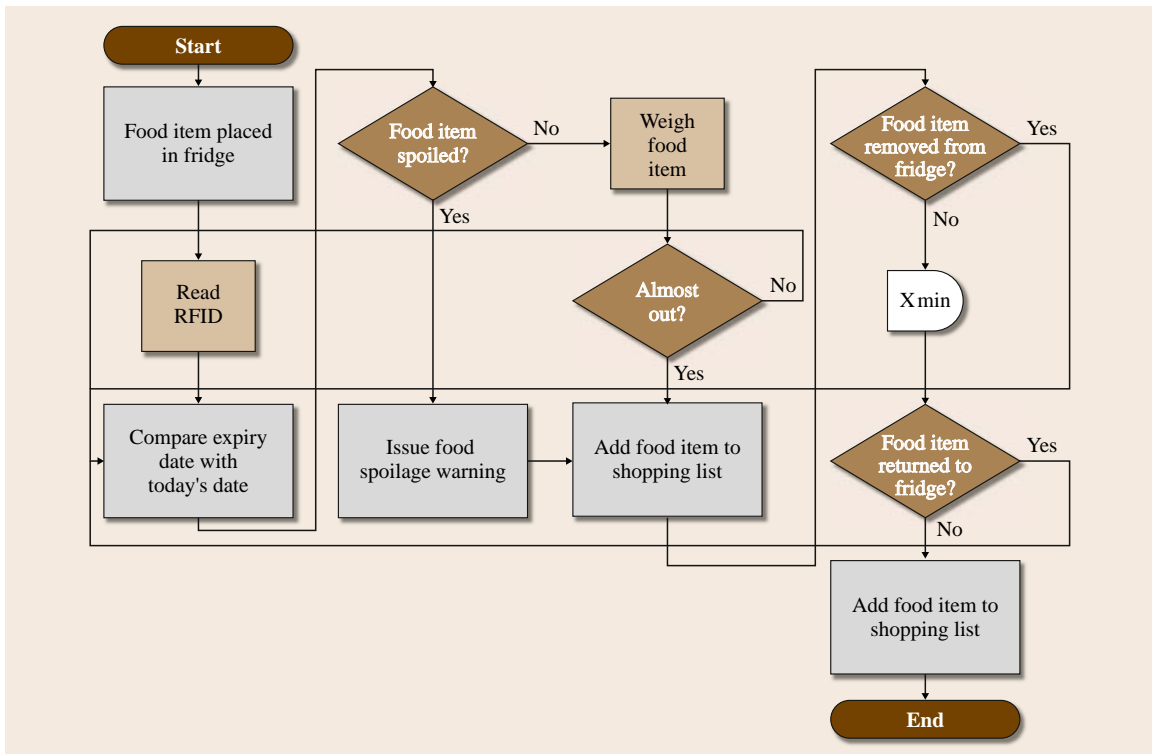 Start
Food item placed
in fridge
Read
RFID
Compare expiry
date with
today's date
Food item
spoiled?
No
Yes
Issue food
spoilage warning
Weigh
food
item
Almost
out?
No
Yes
Add food item to
shopping list
Food item
removed from
fridge?
Yes
No
X min
Food item
returned to
fridge?
Yes
No
Add food item to
shopping list
End